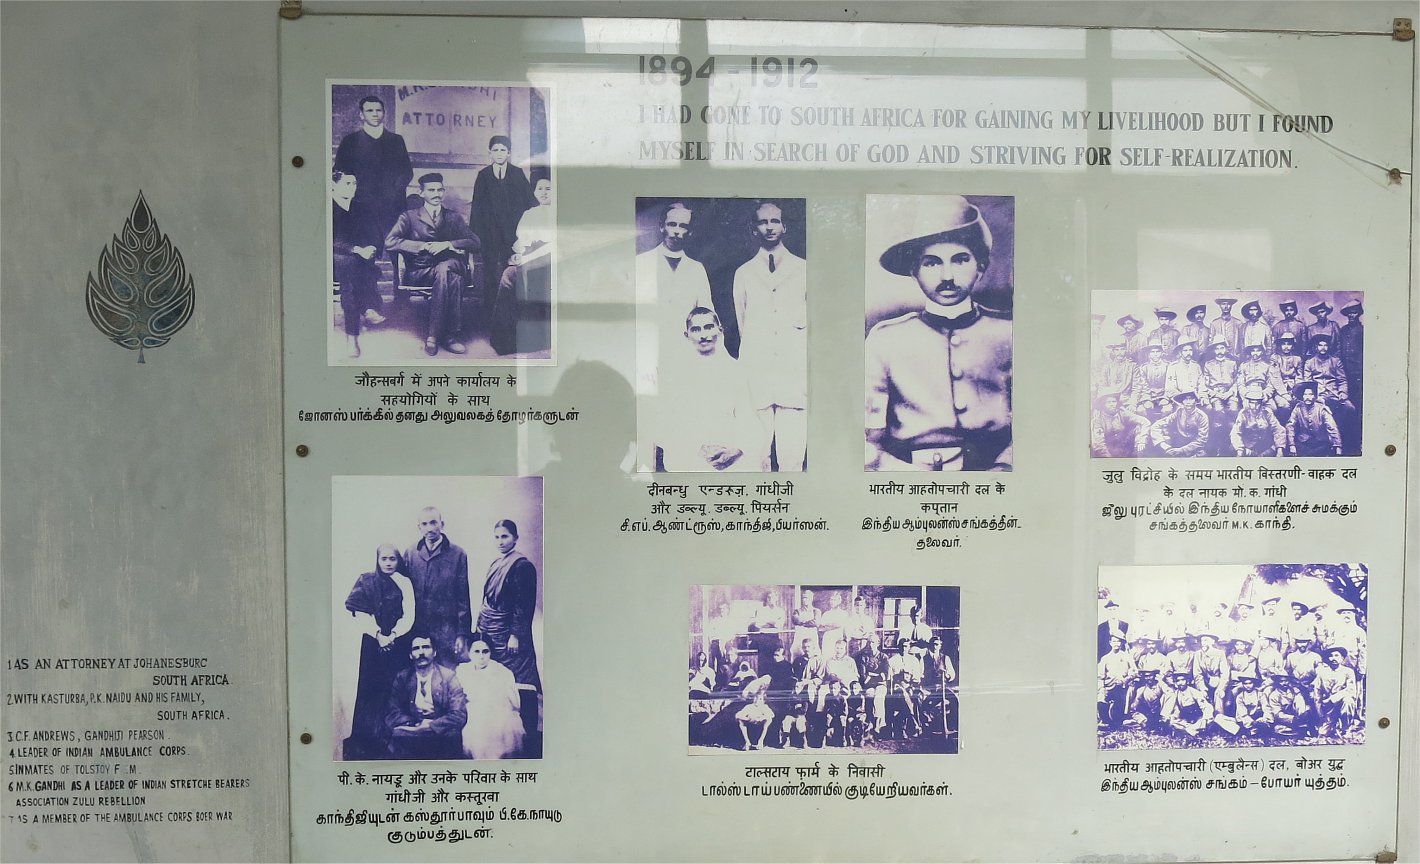 1894 - 1912
I HAD GONE TO SOUTH AFRICA FOR GAINING MY LIVELIHOOD BUT I FOUND
MYSELF IN SEARCH OF GOD AND STRIVING FOR SELF-REALIZATION.
ATTORNEY
जौहन्सबर्ग में अपने कार्यालय के
सहयोगियों के साथ
ஜோனஸ்பர்க்கில் தனது அலுவலகத் தோழர்களுடன்
दीनबन्धु एन्डरूज़, गांधीजी
और डब्ल्यू. डब्ल्यू. पियर्सन
சி.எப்.ஆண்ட்ரூஸ், காந்திஜி, பியர்ஸன்.
भारतीय आहतोपचारी दल के
कप्तान
இந்திய ஆம்புலன்ஸ் சங்கத்தின்-
தலைவர்.
जुलु विद्रोह के समय भारतीय बिस्तरणी-वाहक दल
के दल नायक मो. क. गांधी
ஜுலு புரட்சியில் இந்திய நோயாளிகளைச் சுமக்கும்
சங்கத்தலைவர் M.K. காந்தி.
पी. के. नायडू और उनके परिवार के साथ
गांधीजी और कस्तूरबा
காந்திஜியுடன் கஸ்தூர்பாவும் பி.கே.நாயுடு
குடும்பத்துடன்.
टाल्सटाय फार्म के निवासी
டால்ஸ்டாய் பண்ணையில் குடியேறியவர்கள்.
भारतीय आहतोपचारी (एम्बुलैन्स) दल, बोअर युद्ध
இந்திய ஆம்புலன்ஸ் சங்கம் - போயர் யுத்தம்.
1 AS AN ATTORNEY AT JOHANESBURG
SOUTH AFRICA.
2 WITH KASTURBA, P.K. NAIDU AND HIS FAMILY,
SOUTH AFRICA.
3 C.F. ANDREWS, GANDHIJI PEARSON.
4 LEADER OF INDIAN AMBULANCE CORPS.
5 INMATES OF TOLSTOY
6 M.K.GANDHI AS A LEADER OF INDIAN STRETCHE BEARERS
ASSOCIATION ZULU REBELLION
7 AS A MEMBER OF THE AMBULANCE CORPS BOER WAR